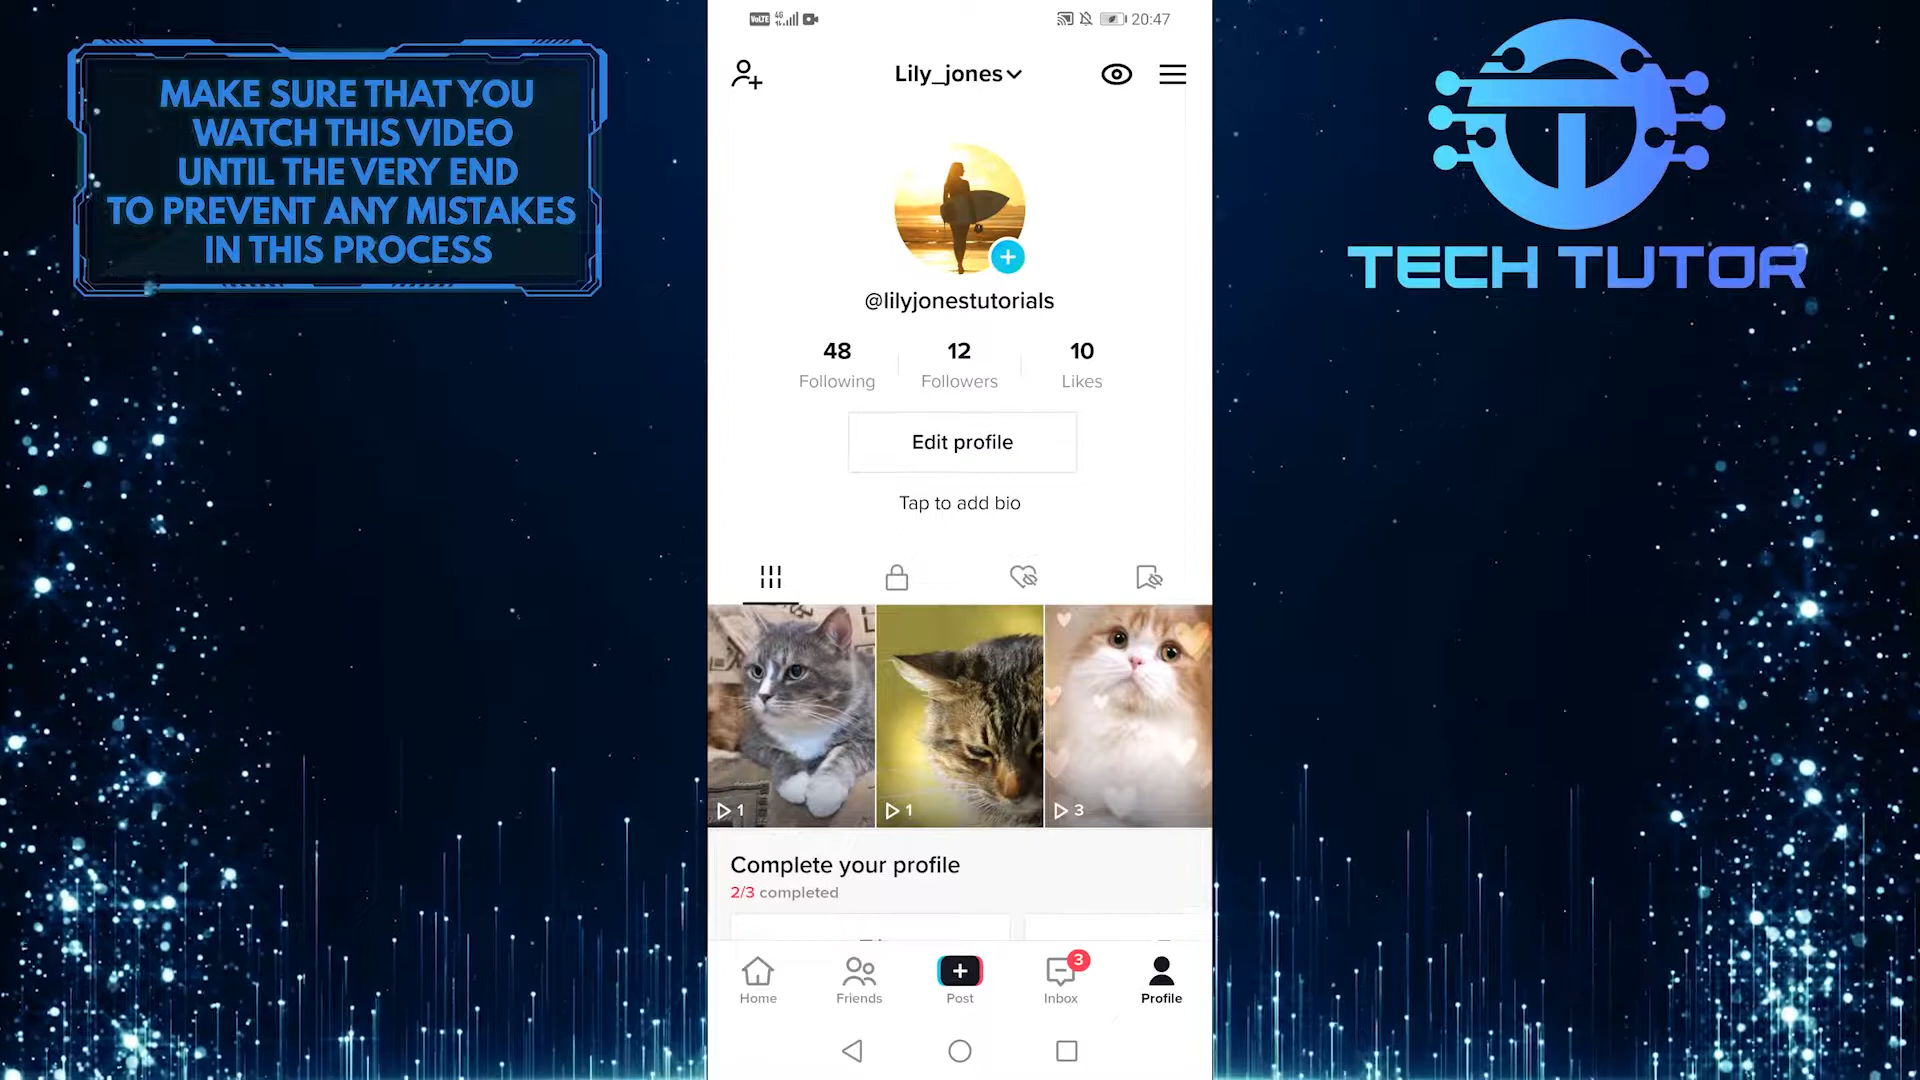 MAKE SURE THAT YOU
WATCH THIS VIDEO
UNTIL THE VERY END
TO PREVENT ANY MISTAKES
IN THIS PROCESS
VoLTE 4G 20:47
Lily_jones
@lilyjonestutorials
48 12 10
Following Followers Likes
Edit profile
Tap to add bio
1 1 3
Complete your profile
2/3 completed
3
Home Friends Post Inbox Profile
TECH TUTOR